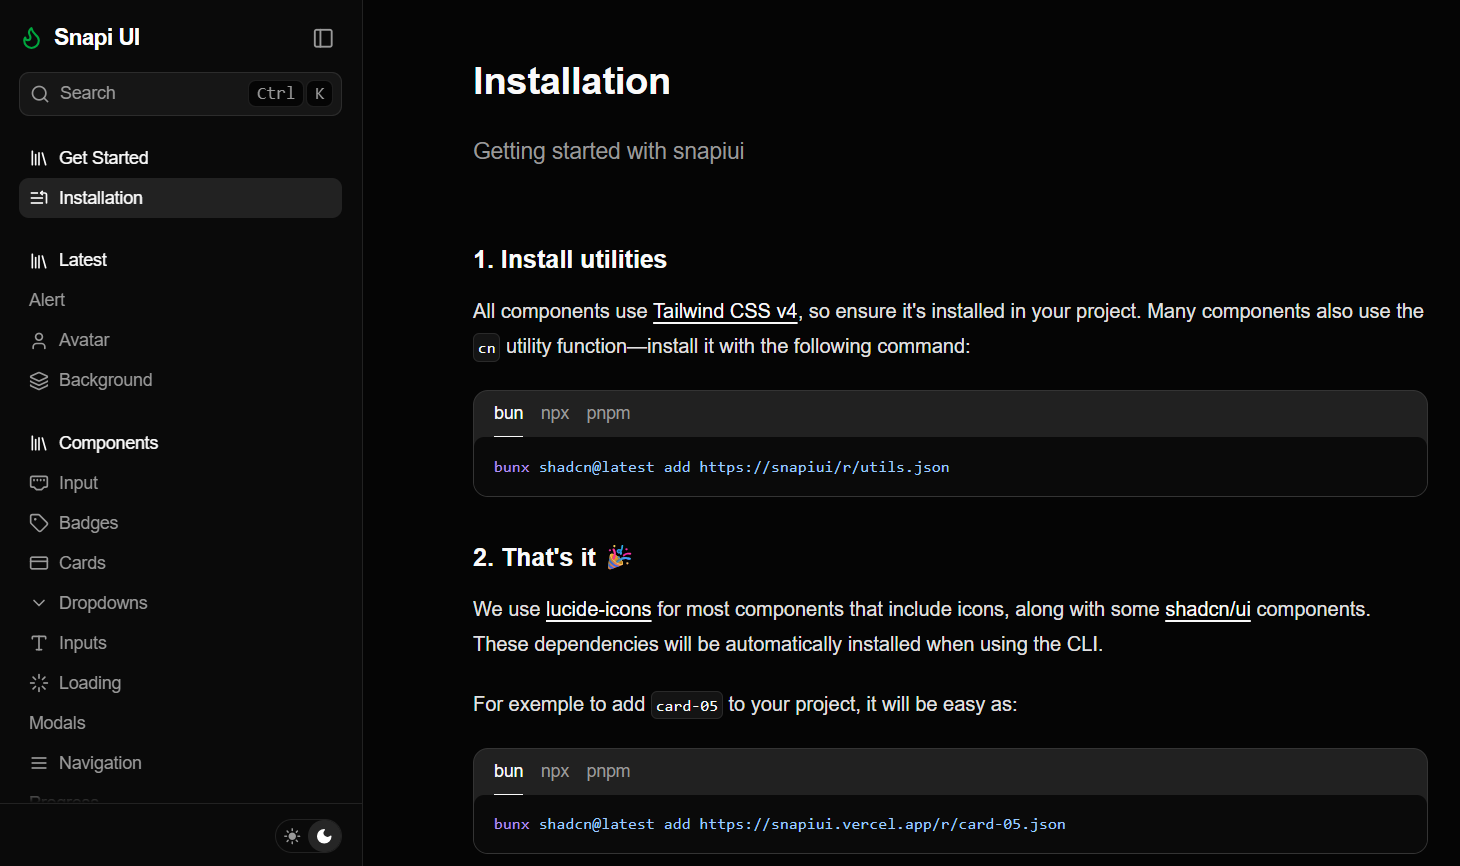 Snapi UI
Search Ctrl K
Get Started
Installation
Latest
Alert
Avatar
Background
Components
Input
Badges
Cards
Dropdowns
Inputs
Loading
Modals
Navigation
Progress
Installation
Getting started with snapiui
1. Install utilities
All components use Tailwind CSS v4, so ensure it's installed in your project. Many components also use the
cn utility function—install it with the following command:
bun npx pnpm
bunx shadcn@latest add https://snapiui/r/utils.json
2. That's it 🎉
We use lucide-icons for most components that include icons, along with some shadcn/ui components.
These dependencies will be automatically installed when using the CLI.
For exemple to add card-05 to your project, it will be easy as:
bun npx pnpm
bunx shadcn@latest add https://snapiui.vercel.app/r/card-05.json